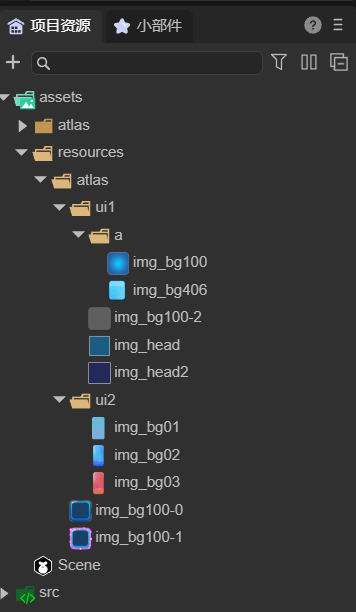 项目资源 小部件
assets
atlas
resources
atlas
ui1
a
img_bg100
img_bg406
img_bg100-2
img_head
img_head2
ui2
img_bg01
img_bg02
img_bg03
img_bg100-0
img_bg100-1
Scene
src